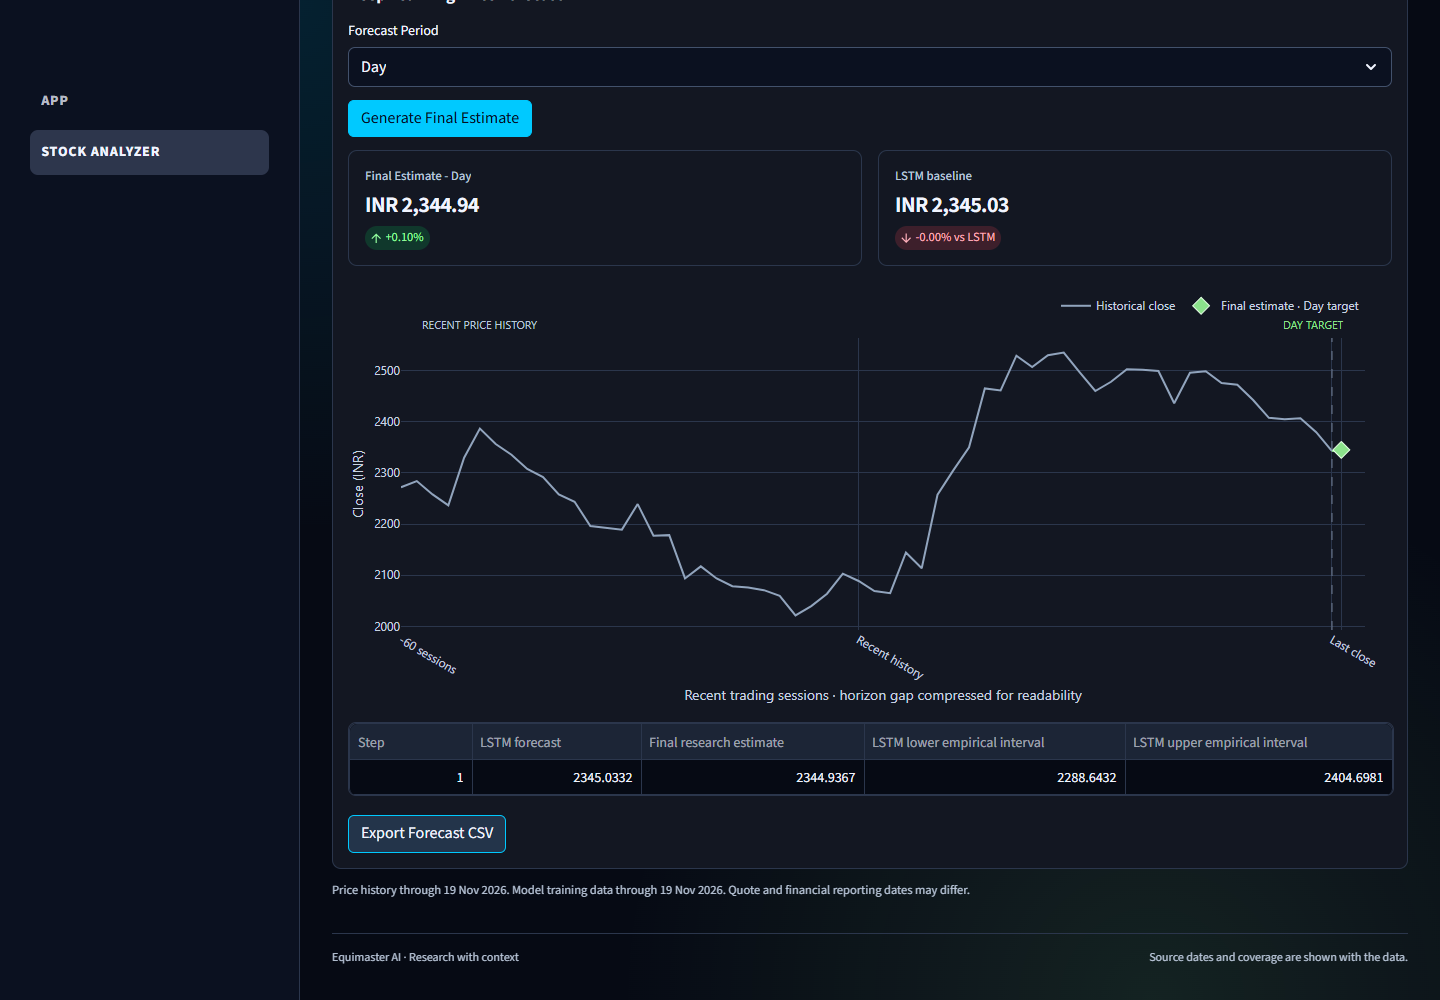 Forecast Period
Day
APP
STOCK ANALYZER
Generate Final Estimate
Final Estimate - Day
INR 2,344.94
↑ +0.10%
LSTM baseline
INR 2,345.03
↓ -0.00% vs LSTM
Historical close
Final estimate · Day target
RECENT PRICE HISTORY
DAY TARGET
2500
2400
2300
2200
2100
2000
Close (INR)
-60 sessions
Recent history
Last close
Recent trading sessions · horizon gap compressed for readability
Step LSTM forecast Final research estimate LSTM lower empirical interval LSTM upper empirical interval
1 2345.0332 2344.9367 2288.6432 2404.6981
Export Forecast CSV
Price history through 19 Nov 2026. Model training data through 19 Nov 2026. Quote and financial reporting dates may differ.
Equimaster AI · Research with context
Source dates and coverage are shown with the data.